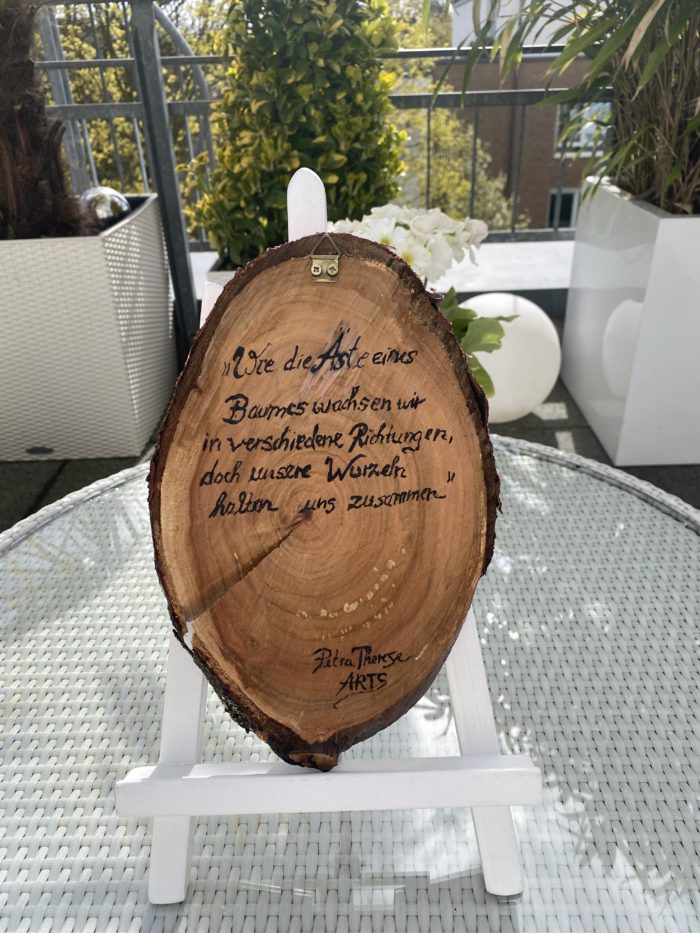 „Wie die Äste eines
Baumes wachsen wir
in verschiedene Richtungen,
doch unsere Wurzeln
halten uns zusammen"
Petra Therese
ARTS